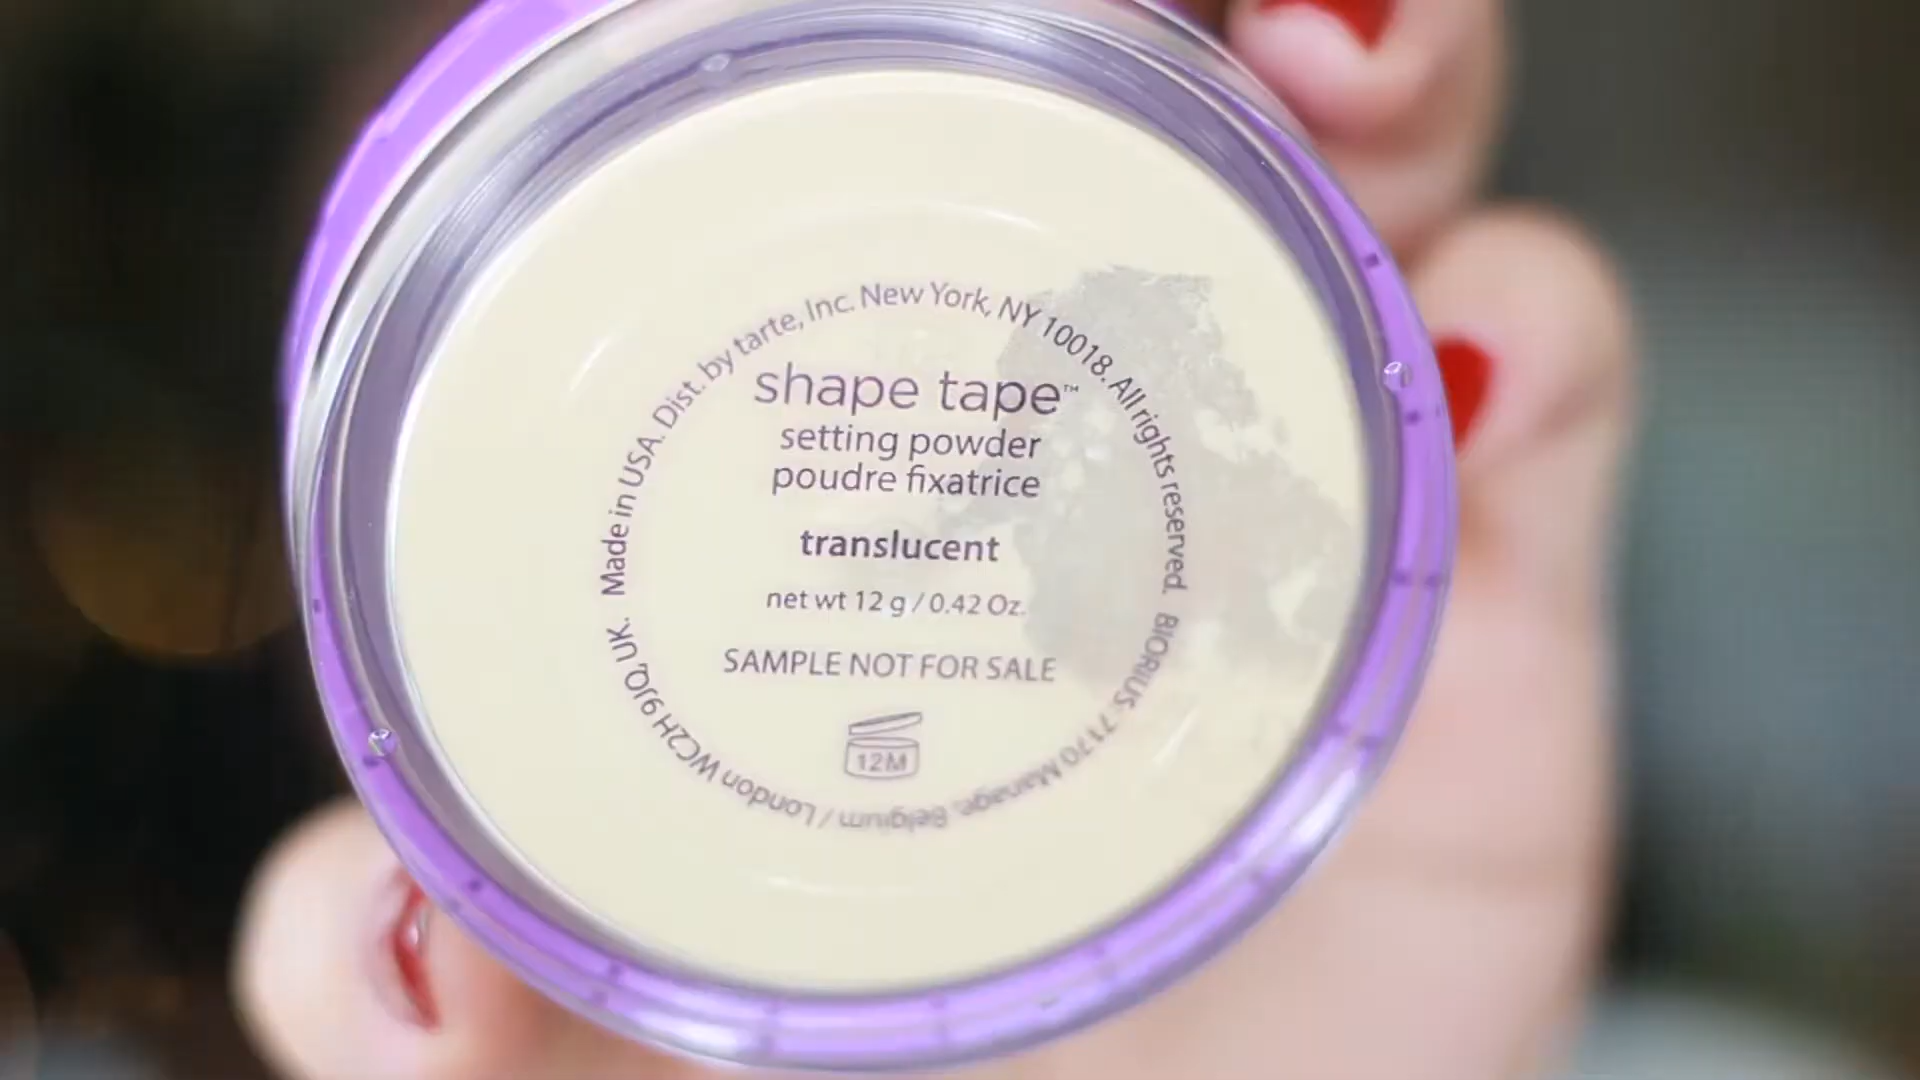 Made in USA. Dist. by tarte, Inc. New York, NY 10018. All rights reserved. BIORIUS. 7170 Manage, Belgium / London WC2H 9JQ, UK.
shape tape™
setting powder
poudre fixatrice
translucent
net wt 12 g / 0.42 Oz.
SAMPLE NOT FOR SALE
12M